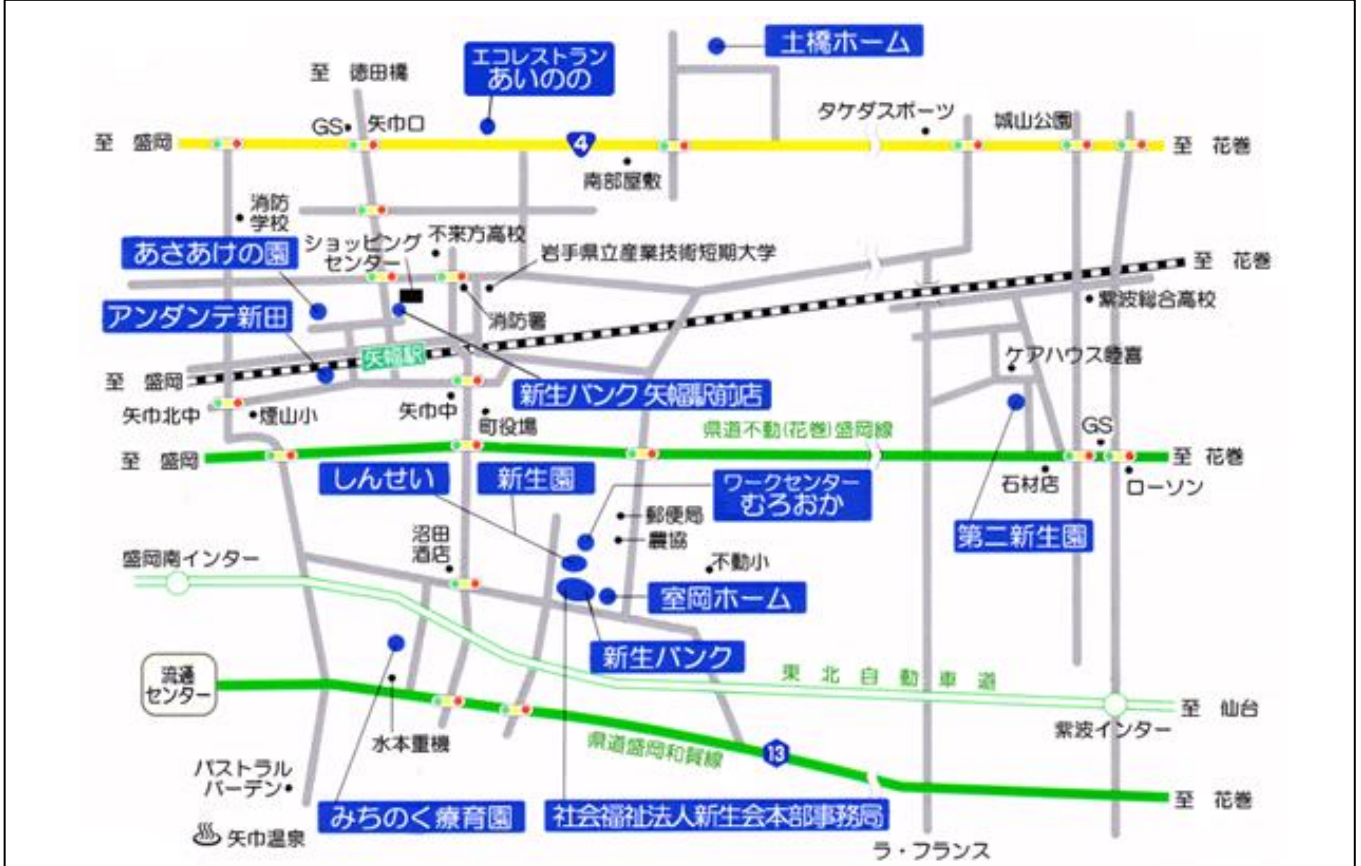 土橋ホーム
エコレストラン
あいのの
至 徳田橋
タケダスポーツ
城山公園
GS
矢巾口
至 盛岡
4
至 花巻
南部屋敷
消防
学校
不来方高校
ショッピング
センター
岩手県立産業技術短期大学
あさあけの園
至 花巻
紫波総合高校
アンダンテ新田
消防署
矢幅駅
ケアハウス睦喜
至 盛岡
新生バンク 矢幅駅前店
矢巾北中
煙山小
矢巾中
町役場
県道不動(花巻)盛岡線
GS
至 盛岡
至 花巻
しんせい
新生園
ワークセンター
むろおか
石材店
ローソン
郵便局
農協
第二新生園
沼田
酒店
盛岡南インター
不動小
室岡ホーム
新生バンク
流通
センター
東北自動車道
至 仙台
紫波インター
水本重機
県道盛岡和賀線
13
パストラル
バーデン
至 花巻
みちのく療育園
社会福祉法人新生会本部事務局
矢巾温泉
ラ・フランス